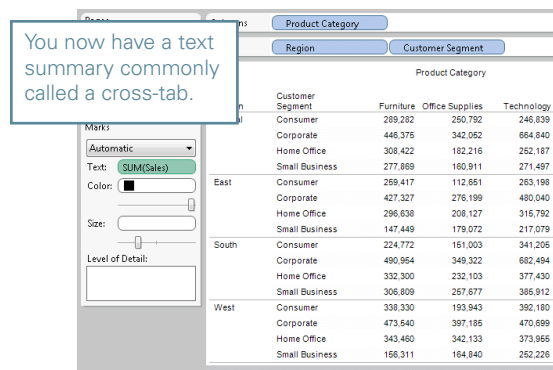 You now have a text
summary commonly
called a cross-tab.
Product Category
Region Customer Segment
Product Category
Customer
Segment Furniture Office Supplies Technology
Consumer 289,282 250,792 246,839
Corporate 446,375 342,052 664,840
Home Office 308,422 182,216 252,187
Small Business 277,869 160,911 271,497
East Consumer 259,417 112,651 263,198
Corporate 427,327 276,199 480,040
Home Office 296,638 208,127 315,792
Small Business 147,449 179,072 217,079
South Consumer 224,772 151,003 341,205
Corporate 490,954 349,322 682,494
Home Office 332,300 232,103 377,430
Small Business 306,809 257,677 385,912
West Consumer 338,330 193,943 392,180
Corporate 473,540 397,185 470,699
Home Office 343,460 342,133 373,955
Small Business 156,311 164,840 252,226
Marks
Automatic
Text: SUM(Sales)
Color:
Size:
Level of Detail: